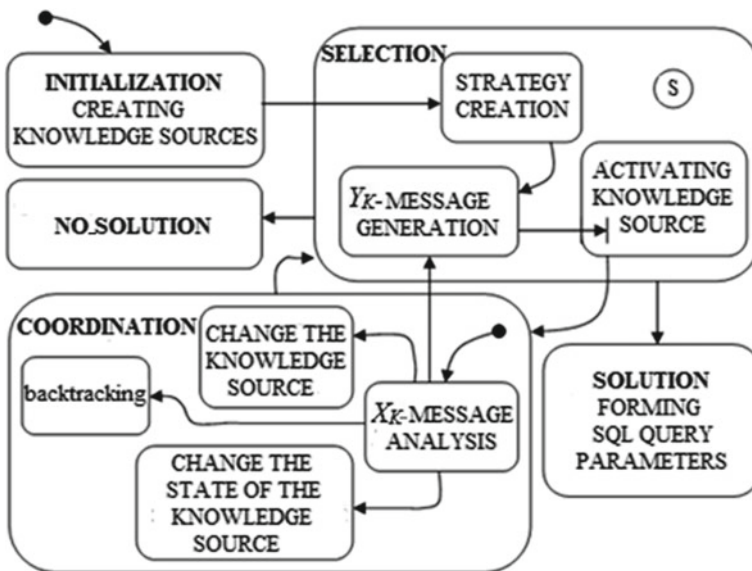 INITIALIZATION
CREATING
KNOWLEDGE SOURCES
SELECTION
STRATEGY
CREATION
S
NO_SOLUTION
YK-MESSAGE
GENERATION
ACTIVATING
KNOWLEDGE
SOURCE
COORDINATION
CHANGE THE
KNOWLEDGE
SOURCE
backtracking
XK-MESSAGE
ANALYSIS
CHANGE THE
STATE OF THE
KNOWLEDGE
SOURCE
SOLUTION
FORMING
SQL QUERY
PARAMETERS